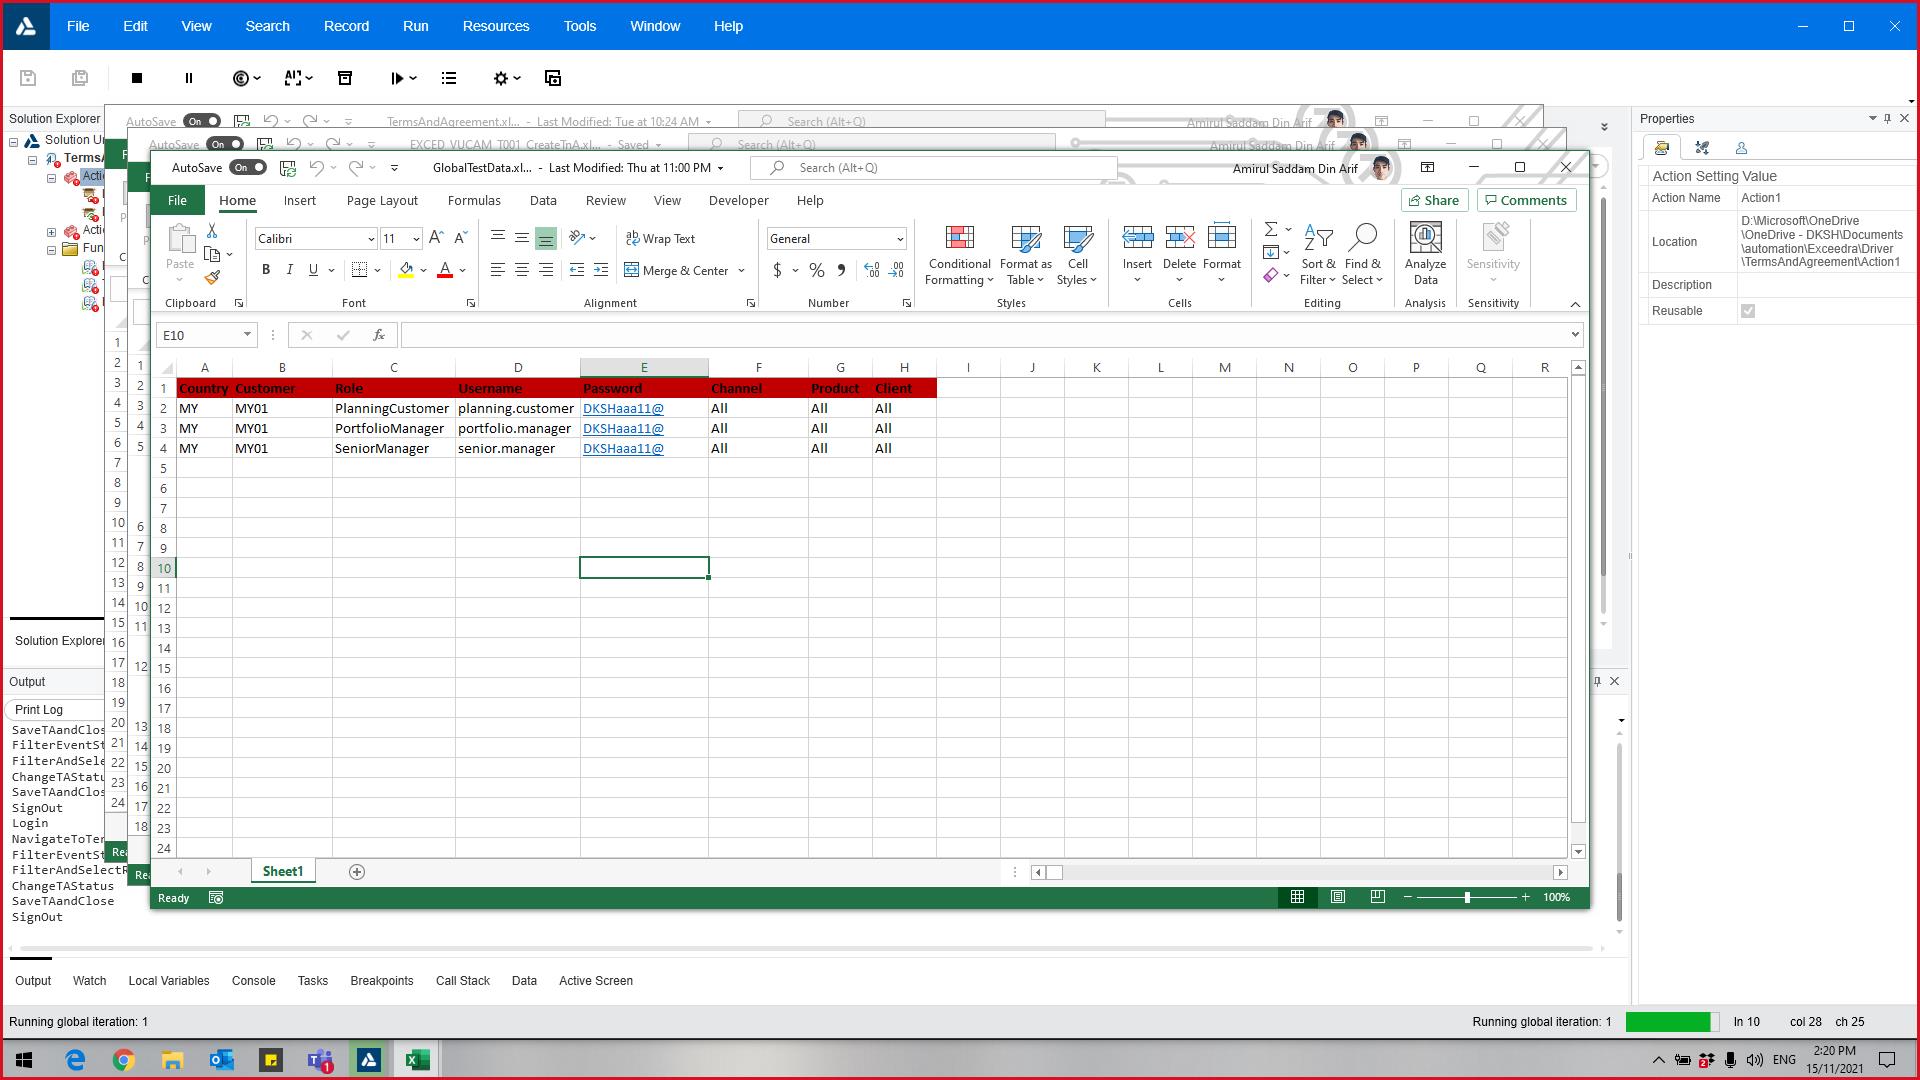 File Edit View Search Record Run Resources Tools Window Help
Solution Explorer
Properties
AutoSave On TermsAndAgreement.xl... - Last Modified: Tue at 10:24 AM Search (Alt+Q) Amirul Saddam Din Arif
AutoSave On EXCED_VUCAM_T001_CreateTnA.xl... - Saved Search (Alt+Q) Amirul Saddam Din Arif
AutoSave On GlobalTestData.xl... - Last Modified: Thu at 11:00 PM Search (Alt+Q) Amirul Saddam Din Arif
File Home Insert Page Layout Formulas Data Review View Developer Help Share Comments
Paste
Clipboard
Calibri 11
B I U
Font
Wrap Text
Merge & Center
Alignment
General
$ % 9
Number
Conditional Formatting
Format as Table
Cell Styles
Styles
Insert Delete Format
Cells
Sort & Filter
Find & Select
Editing
Analyze Data
Analysis
Sensitivity
Sensitivity
E10 fx
A B C D E F G H I J K L M N O P Q R
1 Country Customer Role Username Password Channel Product Client
2 MY MY01 PlanningCustomer planning.customer DKSHaaa11@ All All All
3 MY MY01 PortfolioManager portfolio.manager DKSHaaa11@ All All All
4 MY MY01 SeniorManager senior.manager DKSHaaa11@ All All All
5
6
7
8
9
10
11
12
13
14
15
16
17
18
19
20
21
22
23
24
Sheet1
Ready 100%
Action Setting Value
Action Name Action1
Location D:\Microsoft\OneDrive
\OneDrive - DKSH\Documents
\automation\Exceedra\Driver
\TermsAndAgreement\Action1
Description
Reusable
Solution Explorer
Output
Print Log
SaveTAandClos
FilterEventSt
FilterAndSele
ChangeTAStatu
SaveTAandClos
SignOut
Login
NavigateToTer
FilterEventSt
FilterAndSelectR
ChangeTAStatus
SaveTAandClose
SignOut
Output Watch Local Variables Console Tasks Breakpoints Call Stack Data Active Screen
Running global iteration: 1 Running global iteration: 1 ln 10 col 28 ch 25
ENG 2:20 PM
15/11/2021